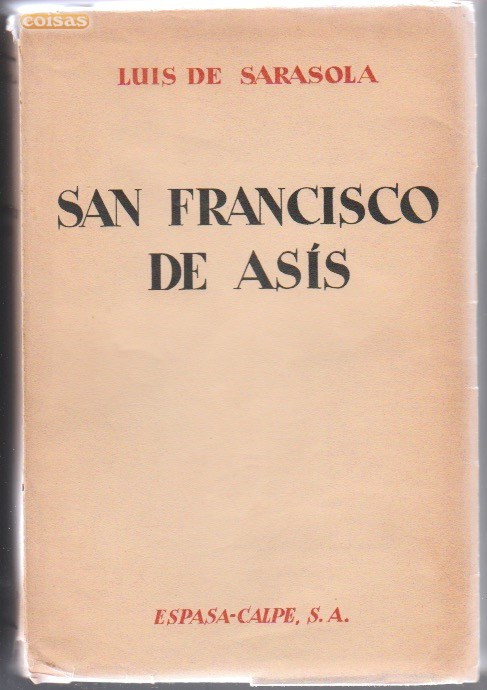 coisas
LUIS DE SARASOLA
SAN FRANCISCO
DE ASÍS
ESPASA-CALPE, S. A.